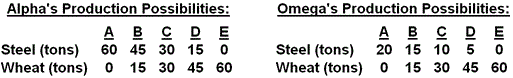 Alpha's Production Possibilities: Omega's Production Possibilities:
A B C D E A B C D E
Steel (tons) 60 45 30 15 0 Steel (tons) 20 15 10 5 0
Wheat (tons) 0 15 30 45 60 Wheat (tons) 0 15 30 45 60